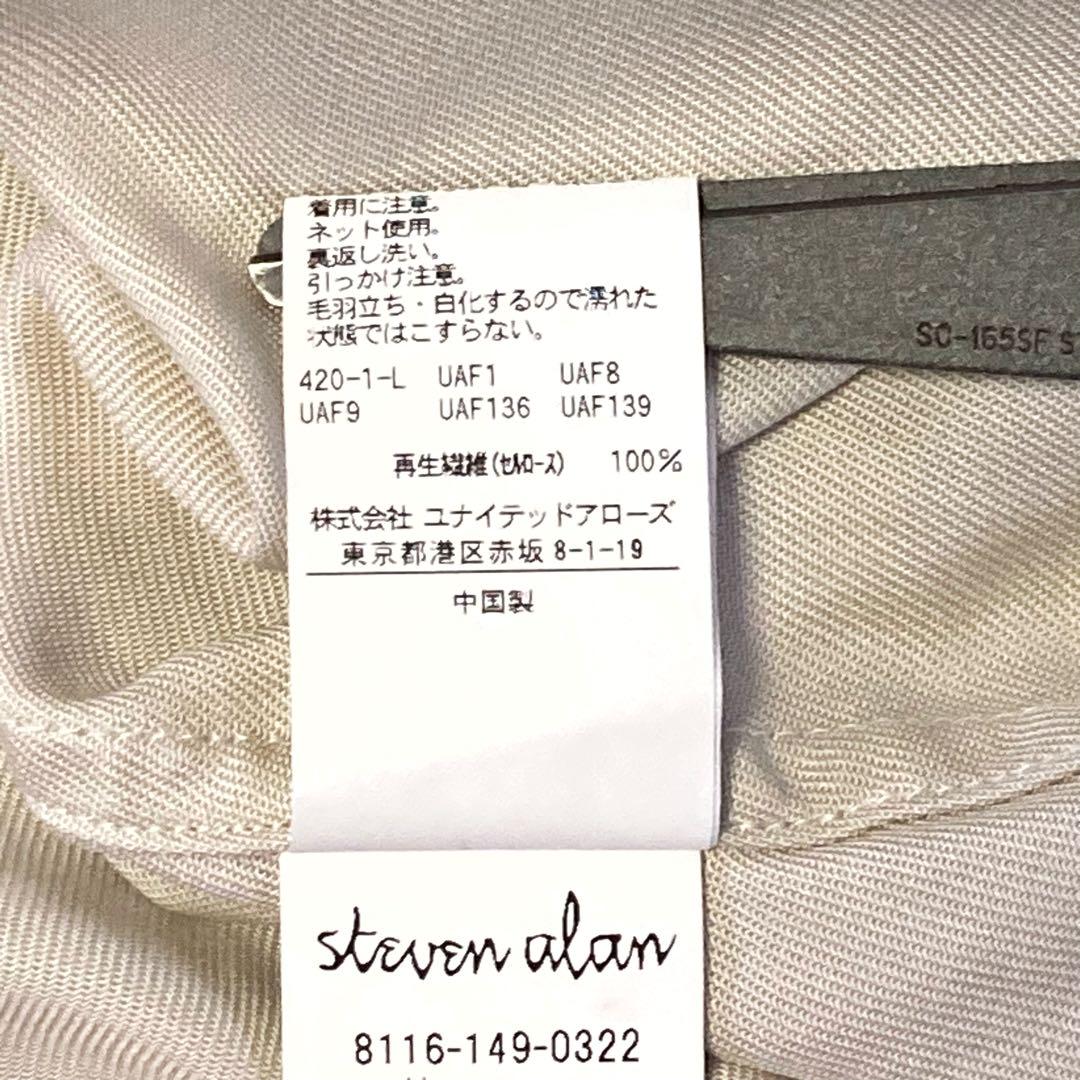 着用に注意。
ネット使用。
裏返し洗い。
引っかけ注意。
毛羽立ち・白化するので濡れた
状態ではこすらない。
SC-165SF S
420-1-L UAF1 UAF8
UAF9 UAF136 UAF139
再生繊維(セルロース) 100%
株式会社 ユナイテッドアローズ
東京都港区赤坂 8-1-19
中国製
steven alan
8116-149-0322